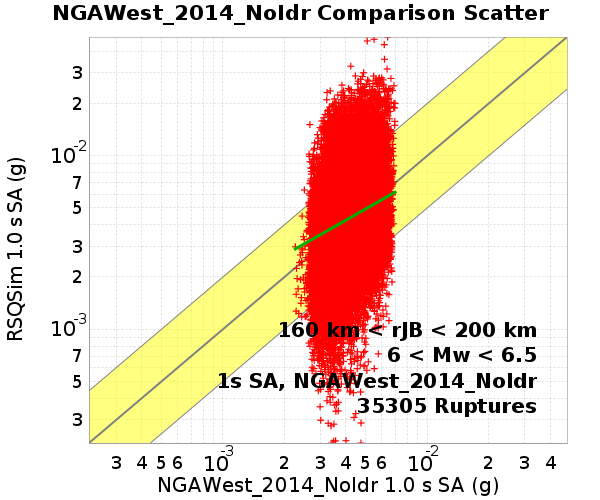 NGAWest_2014_NoIdr Comparison Scatter
RSQSim 1.0 s SA (g)
3
2
10-2
7
5
3
2
10-3
7
5
3
160 km < rJB < 200 km
6 < Mw < 6.5
1s SA, NGAWest_2014_NoIdr
35305 Ruptures
3 4 5 6 10-3 2 3 4 5 6 10-2 2 3 4
NGAWest_2014_NoIdr 1.0 s SA (g)